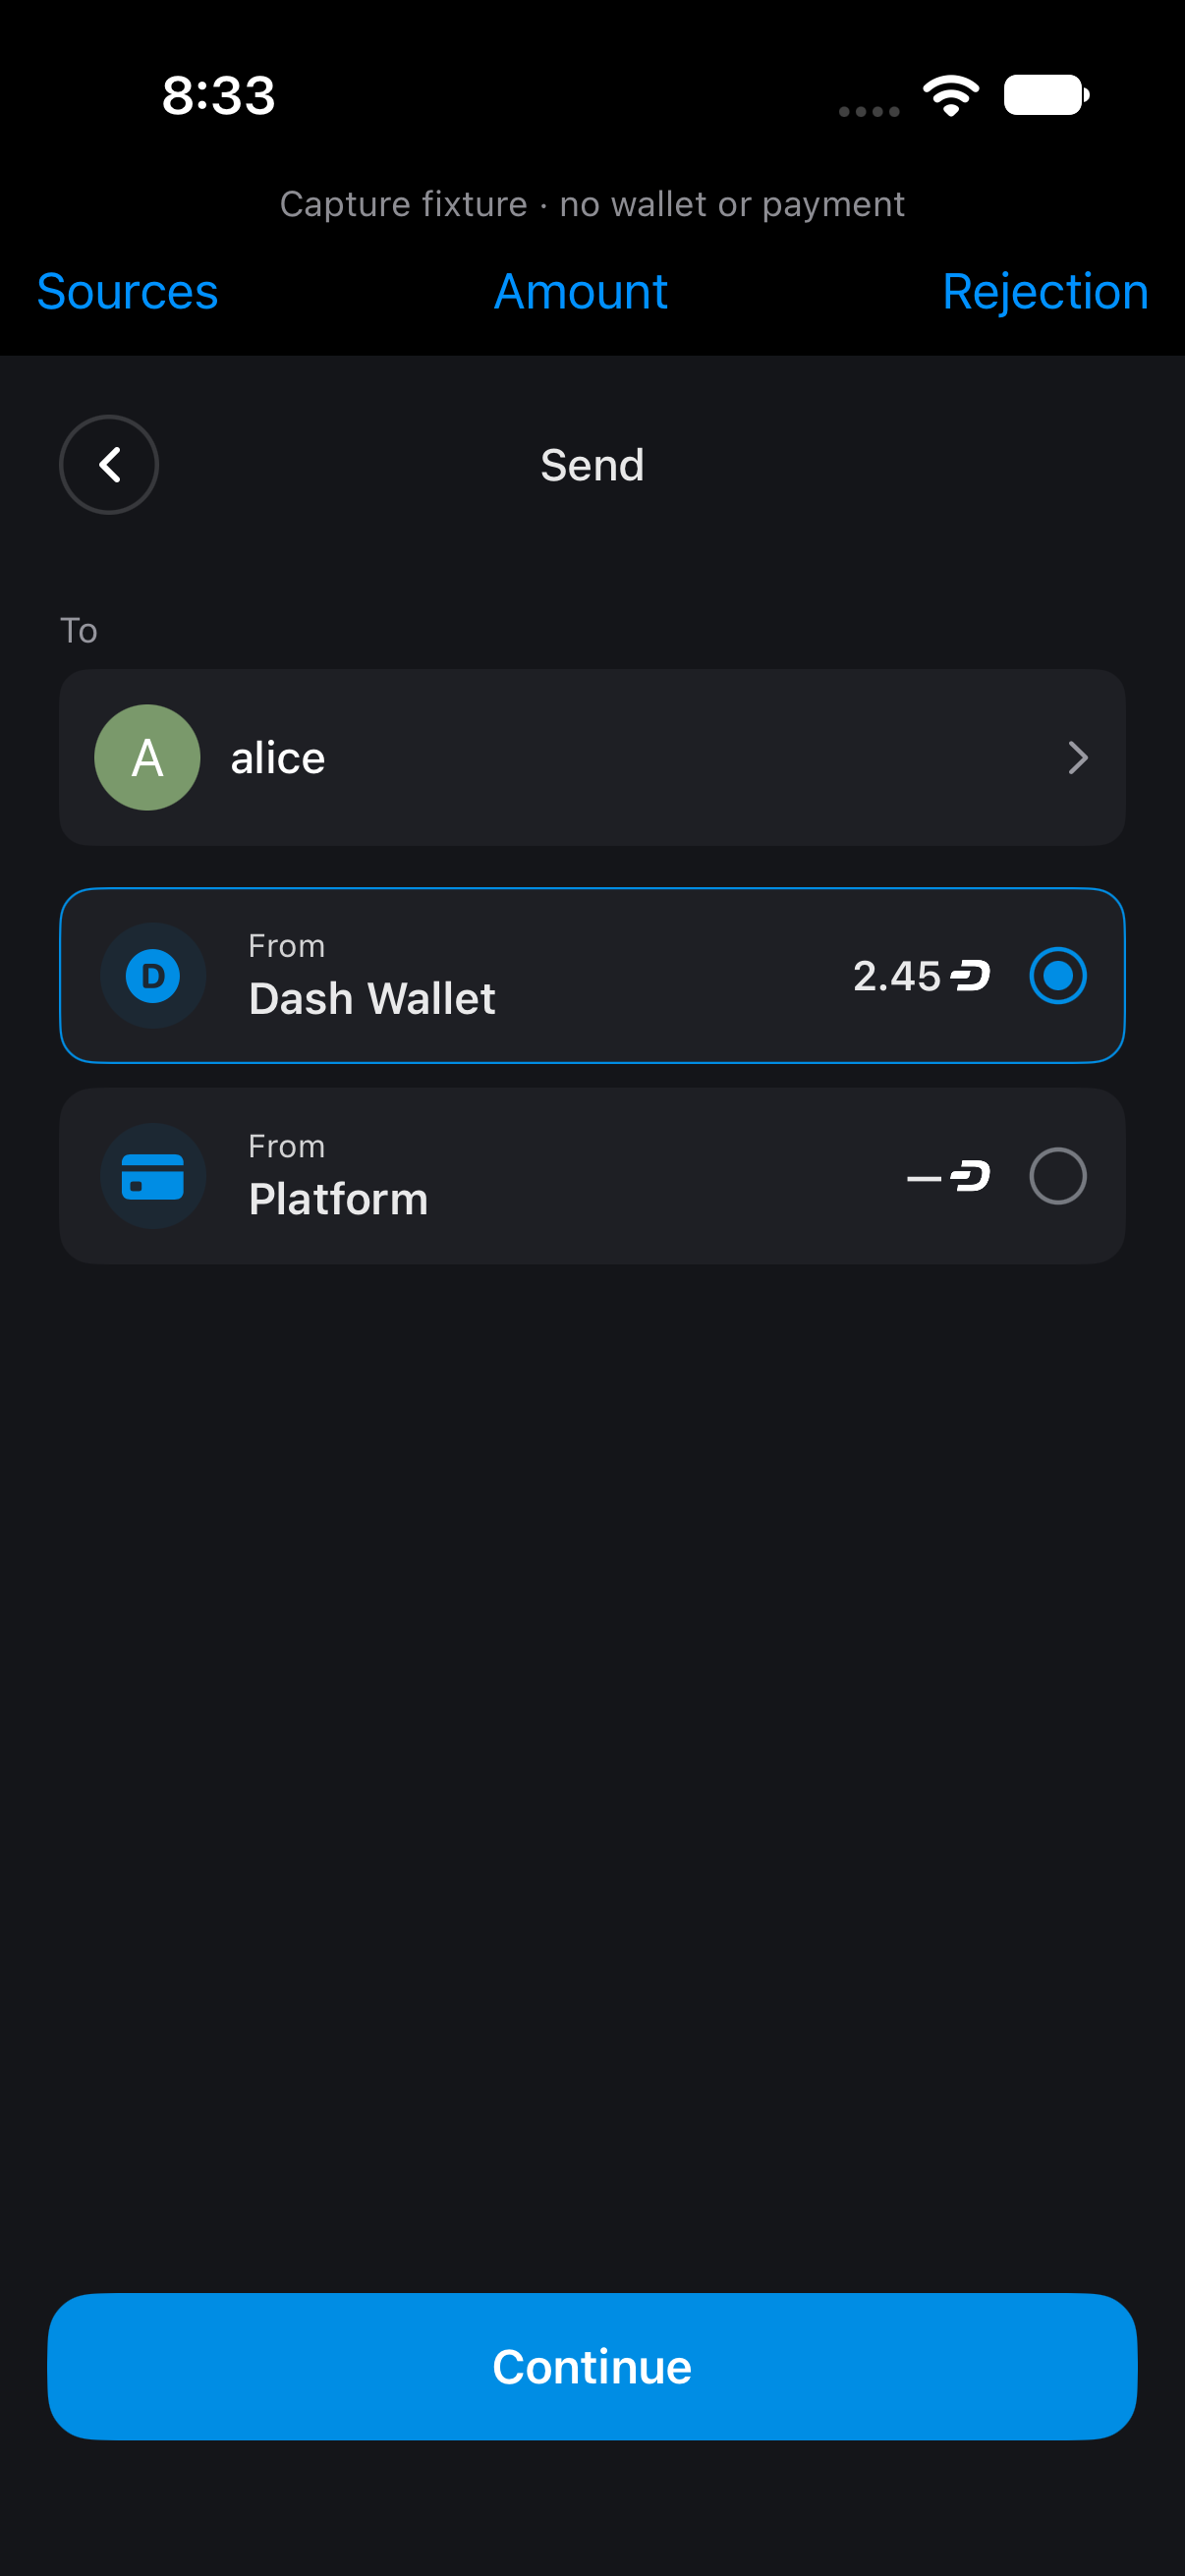 8:33
Capture fixture · no wallet or payment
Sources Amount Rejection
Send
To
A alice
From
Dash Wallet
2.45
From
Platform
—
Continue